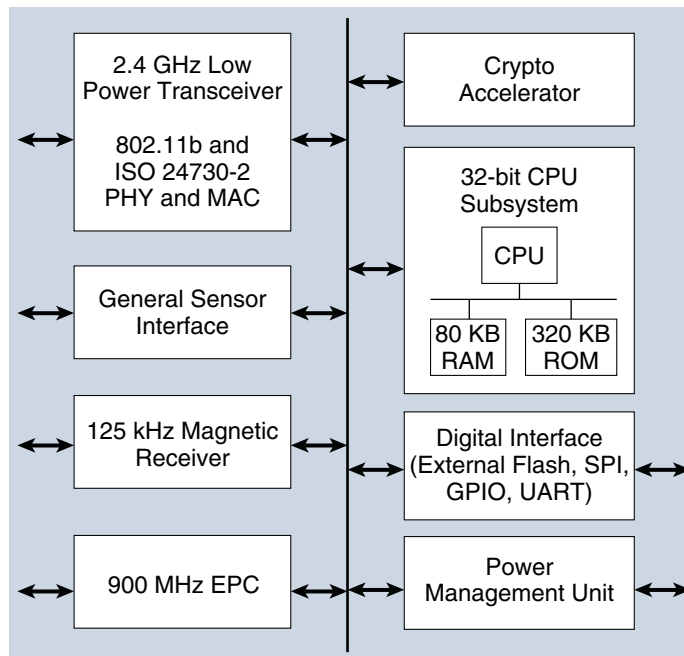 2.4 GHz Low
Power Transceiver
802.11b and
ISO 24730-2
PHY and MAC
General Sensor
Interface
125 kHz Magnetic
Receiver
900 MHz EPC
Crypto
Accelerator
32-bit CPU
Subsystem
CPU
80 KB
RAM
320 KB
ROM
Digital Interface
(External Flash, SPI,
GPIO, UART)
Power
Management Unit